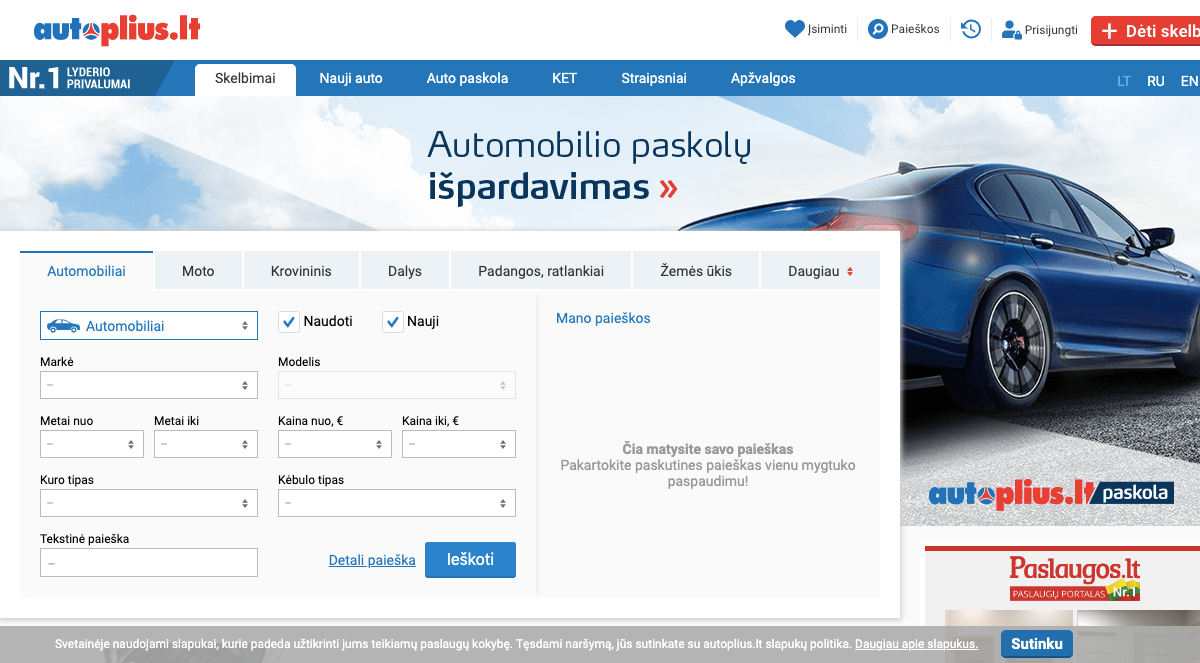 autoplius.lt
Įsiminti
Paieškos
Prisijungti
Dėti skelb
Nr.1 LYDERIO
PRIVALUMAI
Skelbimai
Nauji auto
Auto paskola
KET
Straipsniai
Apžvalgos
LT
RU
EN
Automobilio paskolų
išpardavimas »
Automobiliai
Moto
Krovininis
Dalys
Padangos, ratlankiai
Žemės ūkis
Daugiau
Automobiliai
Naudoti
Nauji
Mano paieškos
Markė
Modelis
–
–
Metai nuo
Metai iki
Kaina nuo, €
Kaina iki, €
–
–
–
–
Čia matysite savo paieškas
Pakartokite paskutines paieškas vienu mygtuko
paspaudimu!
Kuro tipas
Kėbulo tipas
–
–
autoplius.lt paskola
Tekstinė paieška
–
Detali paieška
Ieškoti
Paslaugos.lt
PASLAUGŲ PORTALAS Nr.1
Svetainėje naudojami slapukai, kurie padeda užtikrinti jums teikiamų paslaugų kokybę. Tęsdami naršymą, jūs sutinkate su autoplius.lt slapukų politika. Daugiau apie slapukus.
Sutinku